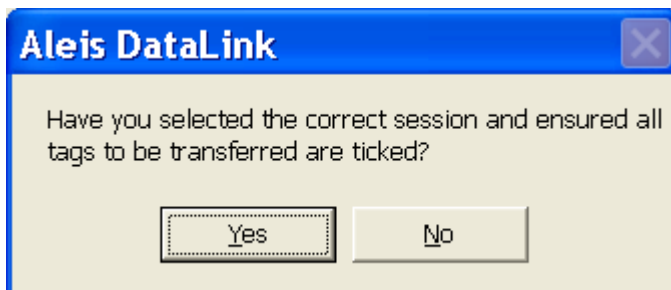 Aleis DataLink
Have you selected the correct session and ensured all
tags to be transferred are ticked?
Yes No